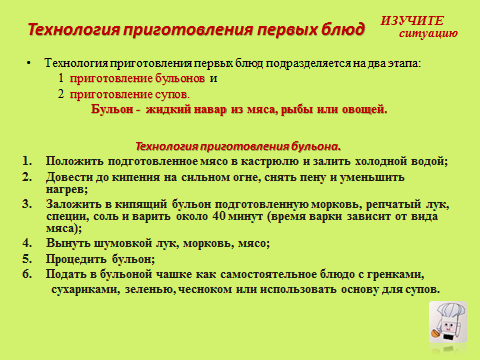 Технология приготовления первых блюд
ИЗУЧИТЕ
ситуацию
• Технология приготовления первых блюд подразделяется на два этапа:
1 приготовление бульонов и
2 приготовление супов.
Бульон - жидкий навар из мяса, рыбы или овощей.
Технология приготовления бульона.
1. Положить подготовленное мясо в кастрюлю и залить холодной водой;
2. Довести до кипения на сильном огне, снять пену и уменьшить
нагрев;
3. Заложить в кипящий бульон подготовленную морковь, репчатый лук,
специи, соль и варить около 40 минут (время варки зависит от вида
мяса);
4. Вынуть шумовкой лук, морковь, мясо;
5. Процедить бульон;
6. Подать в бульоной чашке как самостоятельное блюдо с гренками,
сухариками, зеленью, чесноком или использовать основу для супов.